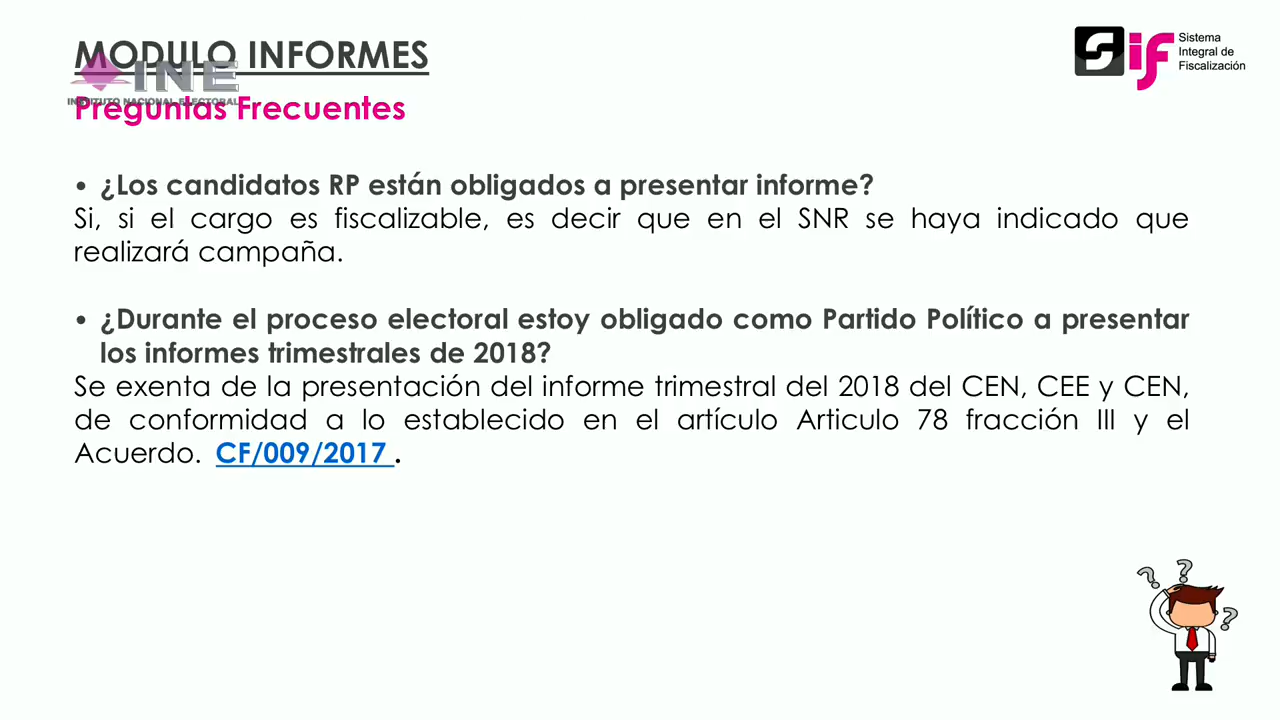 MODULO INFORMES
INE
INSTITUTO NACIONAL ELECTORAL
Preguntas Frecuentes
Sif
Sistema
Integral de
Fiscalización
• ¿Los candidatos RP están obligados a presentar informe?
Si, si el cargo es fiscalizable, es decir que en el SNR se haya indicado que
realizará campaña.
• ¿Durante el proceso electoral estoy obligado como Partido Político a presentar
los informes trimestrales de 2018?
Se exenta de la presentación del informe trimestral del 2018 del CEN, CEE y CEN,
de conformidad a lo establecido en el artículo Articulo 78 fracción III y el
Acuerdo. CF/009/2017 .
? ? ?